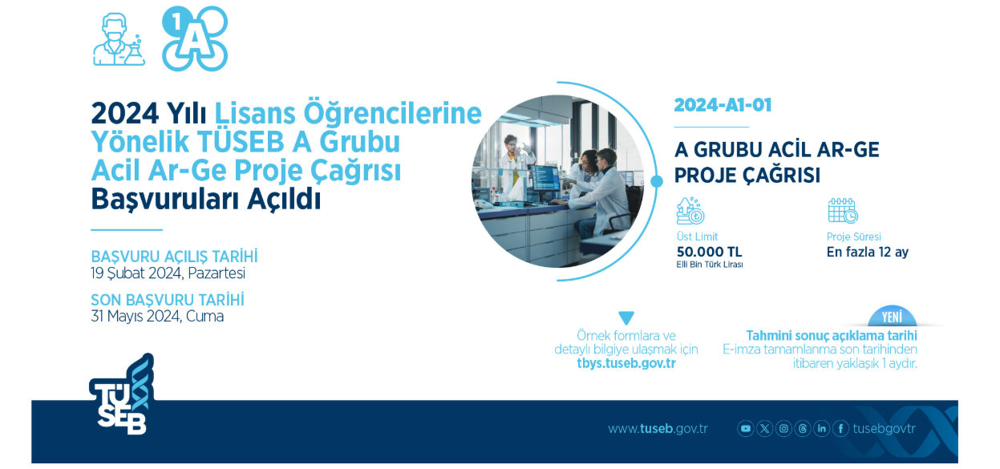 1
A
2024 Yılı Lisans Öğrencilerine
Yönelik TÜSEB A Grubu
Acil Ar-Ge Proje Çağrısı
Başvuruları Açıldı
BAŞVURU AÇILIŞ TARİHİ
19 Şubat 2024, Pazartesi
SON BAŞVURU TARİHİ
31 Mayıs 2024, Cuma
2024-A1-01
A GRUBU ACİL AR-GE
PROJE ÇAĞRISI
Üst Limit
50.000 TL
Elli Bin Türk Lirası
Proje Süresi
En fazla 12 ay
Örnek formlara ve
detaylı bilgiye ulaşmak için
tbys.tuseb.gov.tr
YENİ
Tahmini sonuç açıklama tarihi
E-imza tamamlanma son tarihinden
itibaren yaklaşık 1 aydır.
TÜ
SEB
www.tuseb.gov.tr
tusebgovtr